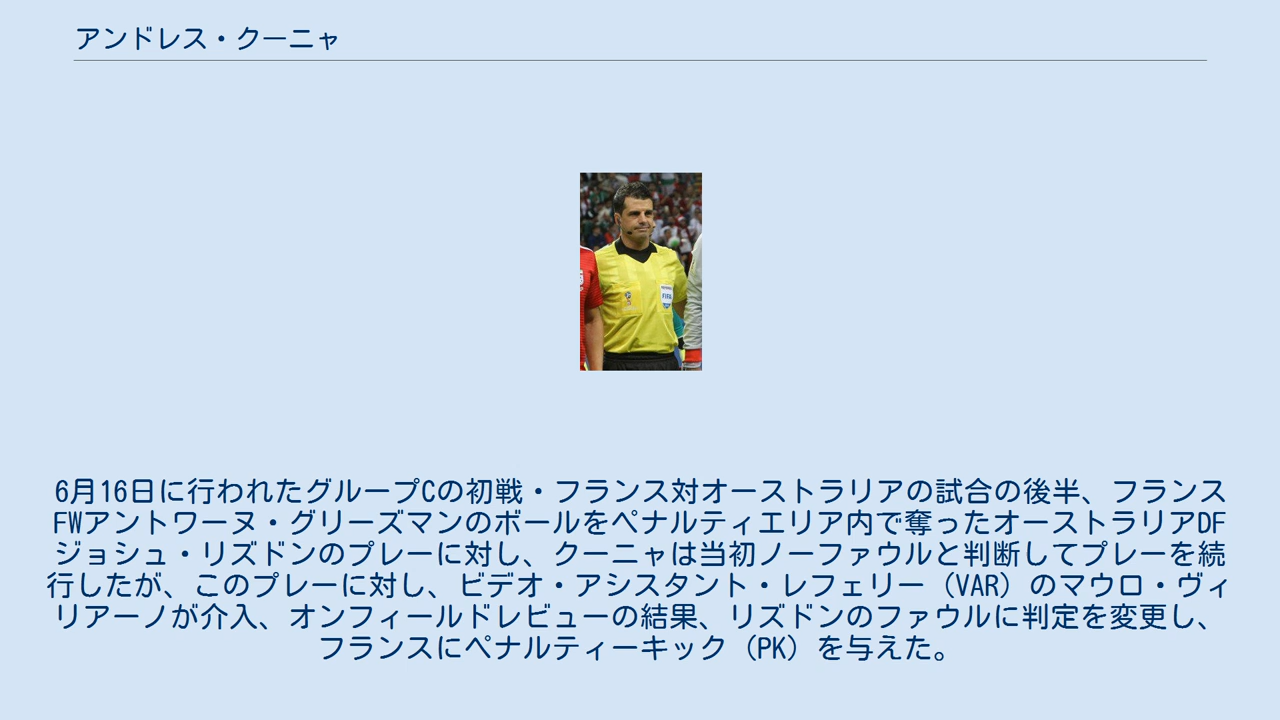 アンドレス・クーニャ
FIFA
6月16日に行われたグループCの初戦・フランス対オーストラリアの試合の後半、フランス
FWアントワーヌ・グリーズマンのボールをペナルティエリア内で奪ったオーストラリアDF
ジョシュ・リズドンのプレーに対し、クーニャは当初ノーファウルと判断してプレーを続
行したが、このプレーに対し、ビデオ・アシスタント・レフェリー（VAR）のマウロ・ヴィ
リアーノが介入、オンフィールドレビューの結果、リズドンのファウルに判定を変更し、
フランスにペナルティーキック（PK）を与えた。